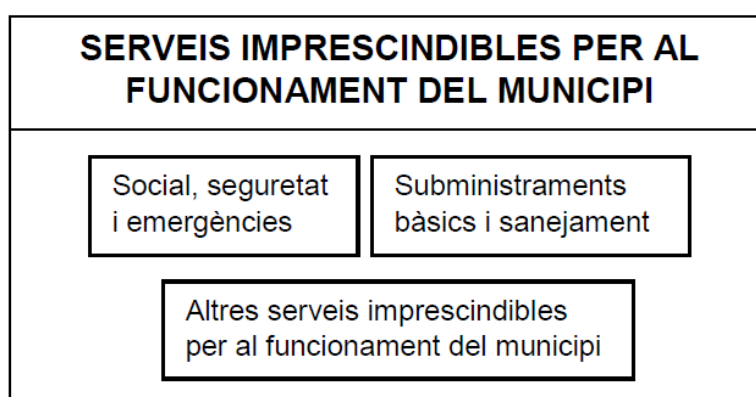 SERVEIS IMPRESCINDIBLES PER AL
FUNCIONAMENT DEL MUNICIPI
Social, seguretat
i emergències
Subministraments
bàsics i sanejament
Altres serveis imprescindibles
per al funcionament del municipi